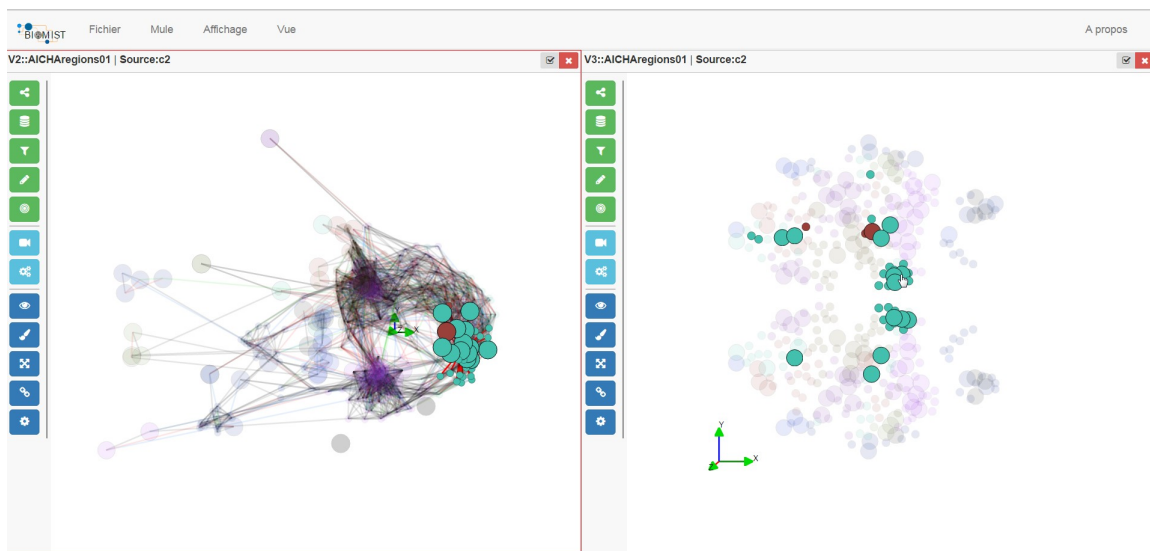 BIOMIST Fichier Mule Affichage Vue A propos
V2::AICHAregions01 | Source:c2
V3::AICHAregions01 | Source:c2
Z X
Y
Z X